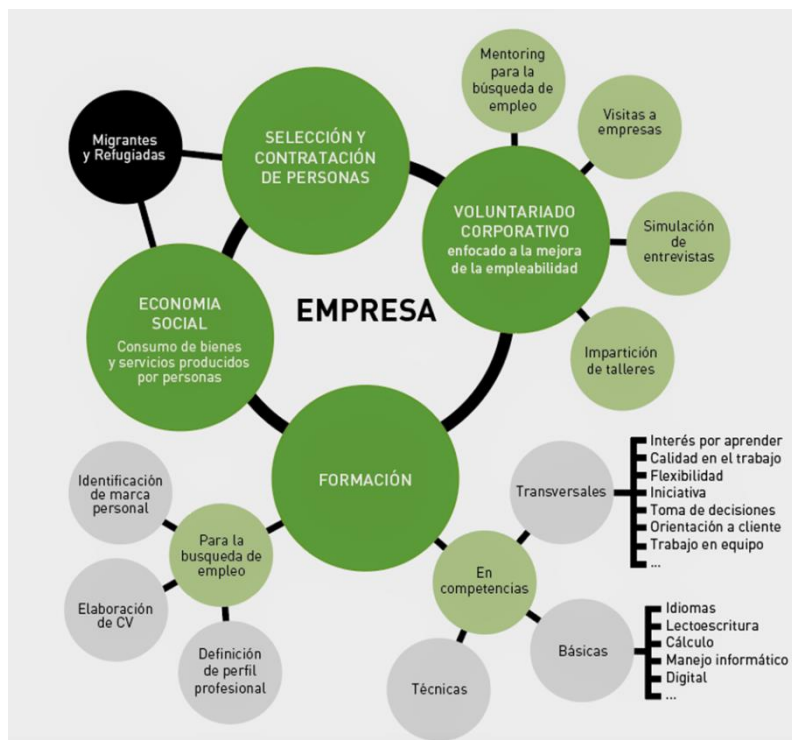 Mentoring
para la
búsqueda de
empleo
Visitas a
empresas
Migrantes
y Refugiadas
SELECCIÓN Y
CONTRATACIÓN
DE PERSONAS
VOLUNTARIADO
CORPORATIVO
enfocado a la mejora
de la empleabilidad
Simulación
de
entrevistas
ECONOMIA
SOCIAL
Consumo de bienes
y servicios producidos
por personas
EMPRESA
Impartición
de talleres
FORMACIÓN
Identificación
de marca
personal
Para la
busqueda de
empleo
Elaboración
de CV
Definición
de perfil
profesional
En
competencias
Transversales
Interés por aprender
Calidad en el trabajo
Flexibilidad
Iniciativa
Toma de decisiones
Orientación a cliente
Trabajo en equipo
...
Básicas
Idiomas
Lectoescritura
Cálculo
Manejo informático
Digital
...
Técnicas